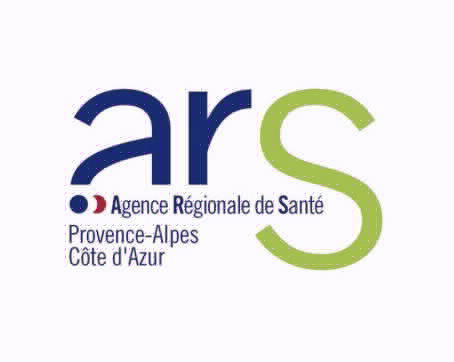 ars
Agence Régionale de Santé
Provence-Alpes
Côte d'Azur